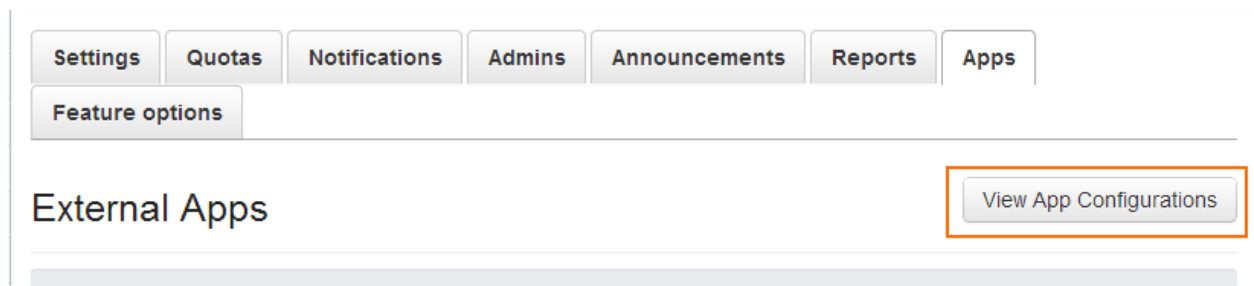 Settings Quotas Notifications Admins Announcements Reports Apps
Feature options
External Apps View App Configurations